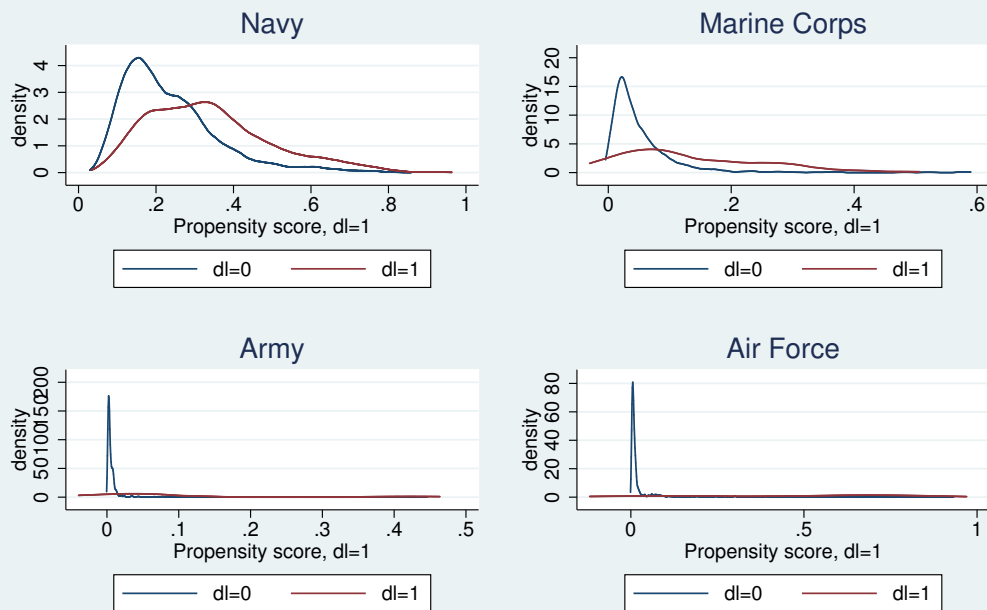 Navy
density
0 1 2 3 4
0 .2 .4 .6 .8 1
Propensity score, dl=1
dl=0 dl=1
Marine Corps
density
0 5 10 15 20
0 .2 .4 .6
Propensity score, dl=1
dl=0 dl=1
Army
density
0 50 100 150 200
0 .1 .2 .3 .4 .5
Propensity score, dl=1
dl=0 dl=1
Air Force
density
0 20 40 60 80
0 .5 1
Propensity score, dl=1
dl=0 dl=1